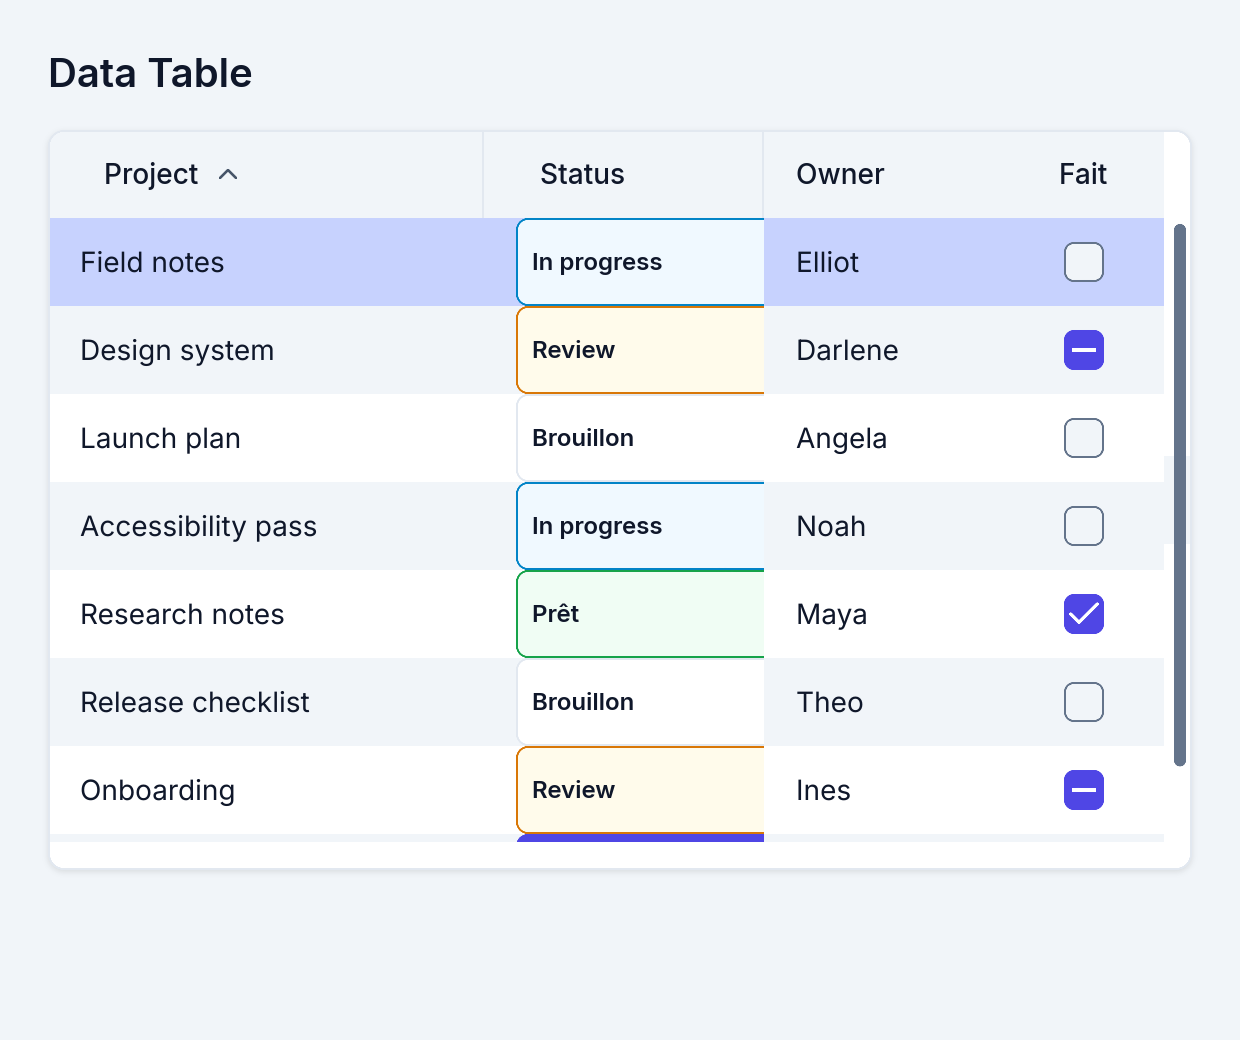 Data Table
Project Status Owner Fait
Field notes In progress Elliot
Design system Review Darlene
Launch plan Brouillon Angela
Accessibility pass In progress Noah
Research notes Prêt Maya
Release checklist Brouillon Theo
Onboarding Review Ines